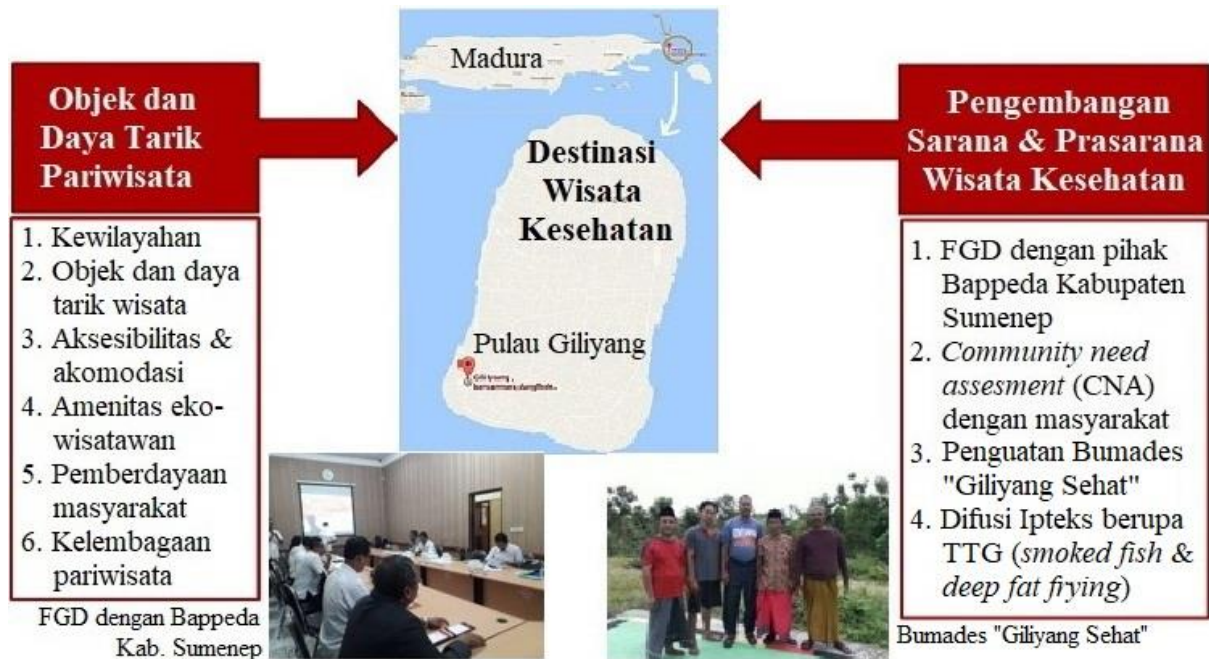 Objek dan
Daya Tarik
Pariwisata
1. Kewilayahan
2. Objek dan daya
tarik wisata
3. Aksesibilitas &
akomodasi
4. Amenitas eko-
wisatawan
5. Pemberdayaan
masyarakat
6. Kelembagaan
pariwisata
FGD dengan Bappeda
Kab. Sumenep
Madura
Destinasi
Wisata
Kesehatan
Pulau Giliyang
Pengembangan
Sarana & Prasarana
Wisata Kesehatan
1. FGD dengan pihak
Bappeda Kabupaten
Sumenep
2. Community need
assesment (CNA)
dengan masyarakat
3. Penguatan Bumades
"Giliyang Sehat"
4. Difusi Ipteks berupa
TTG (smoked fish &
deep fat frying)
Bumades "Giliyang Sehat"